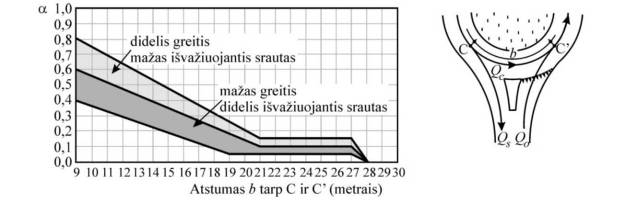 α 1,0
0,9
0,8
0,7
0,6
0,5
0,4
0,3
0,2
0,1
0,0
didelis greitis
mažas išvažiuojantis srautas
mažas greitis
didelis išvažiuojantis srautas
9 10 11 12 13 14 15 16 17 18 19 20 21 22 23 24 25 26 27 28 29 30
Atstumas b tarp C ir C' (metrais)
C b C'
Qc
Qs Qo